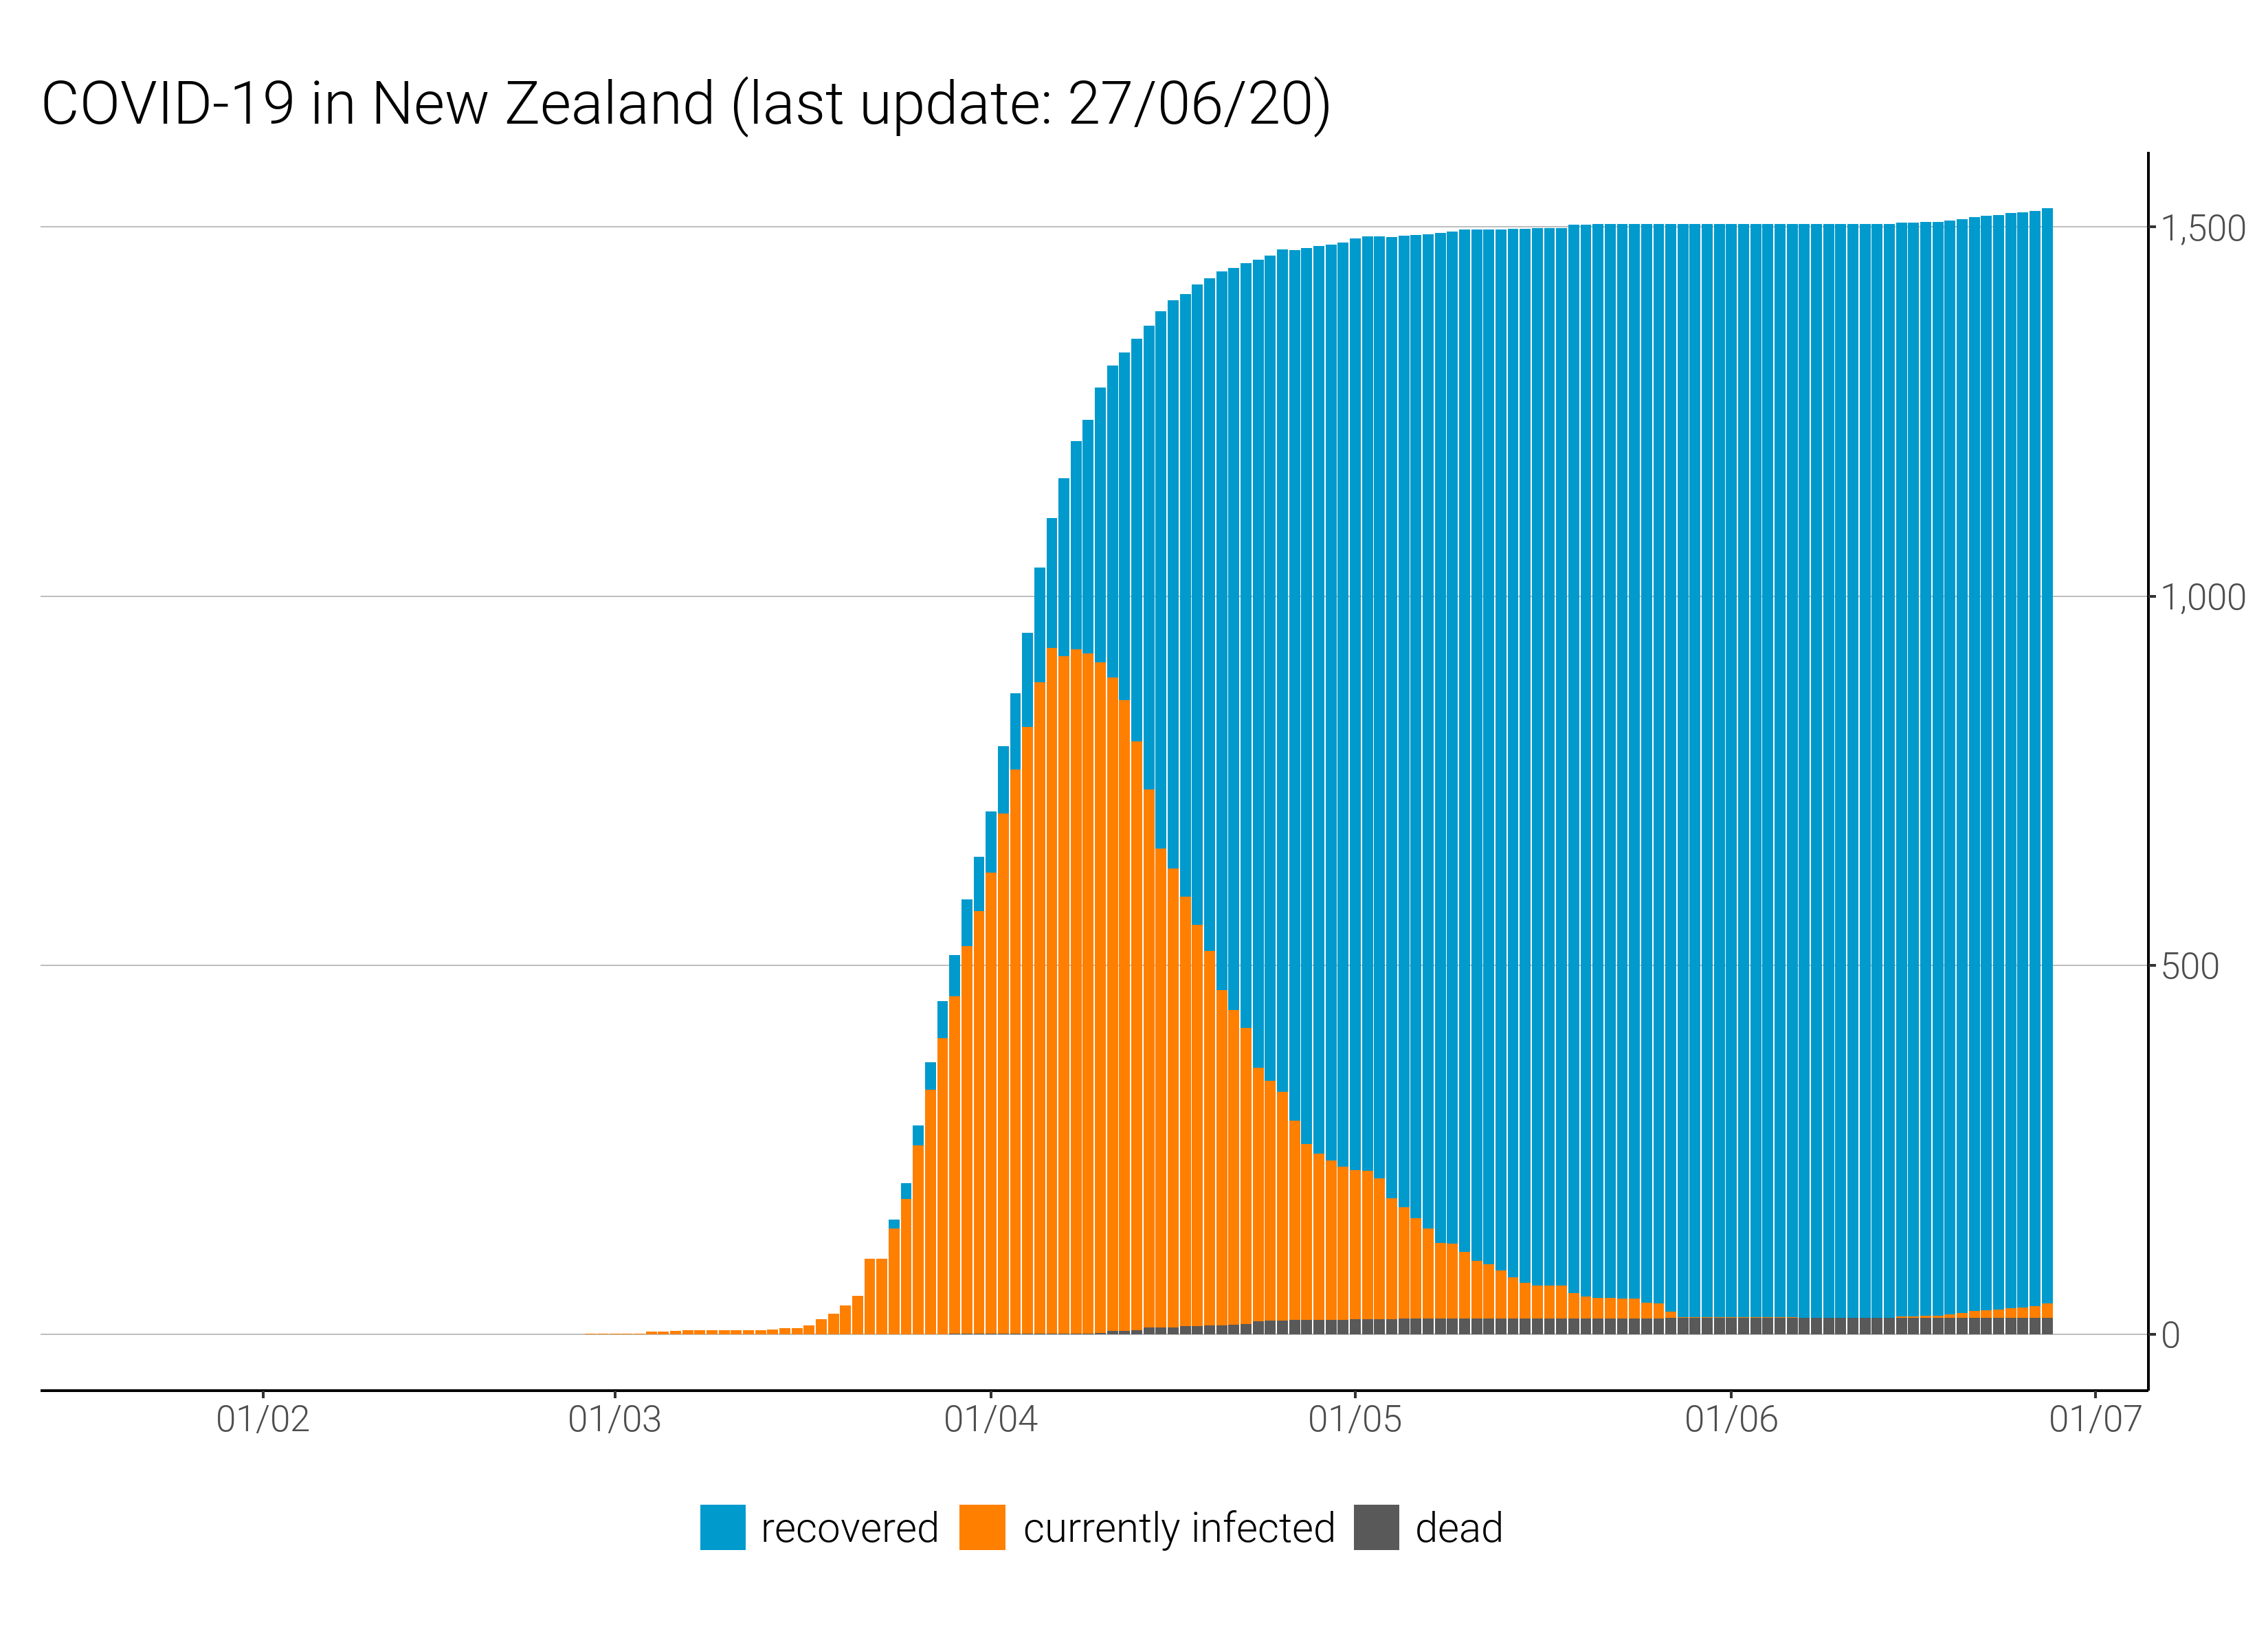 COVID-19 in New Zealand (last update: 27/06/20)
1,500
1,000
500
0
01/02 01/03 01/04 01/05 01/06 01/07
recovered currently infected dead